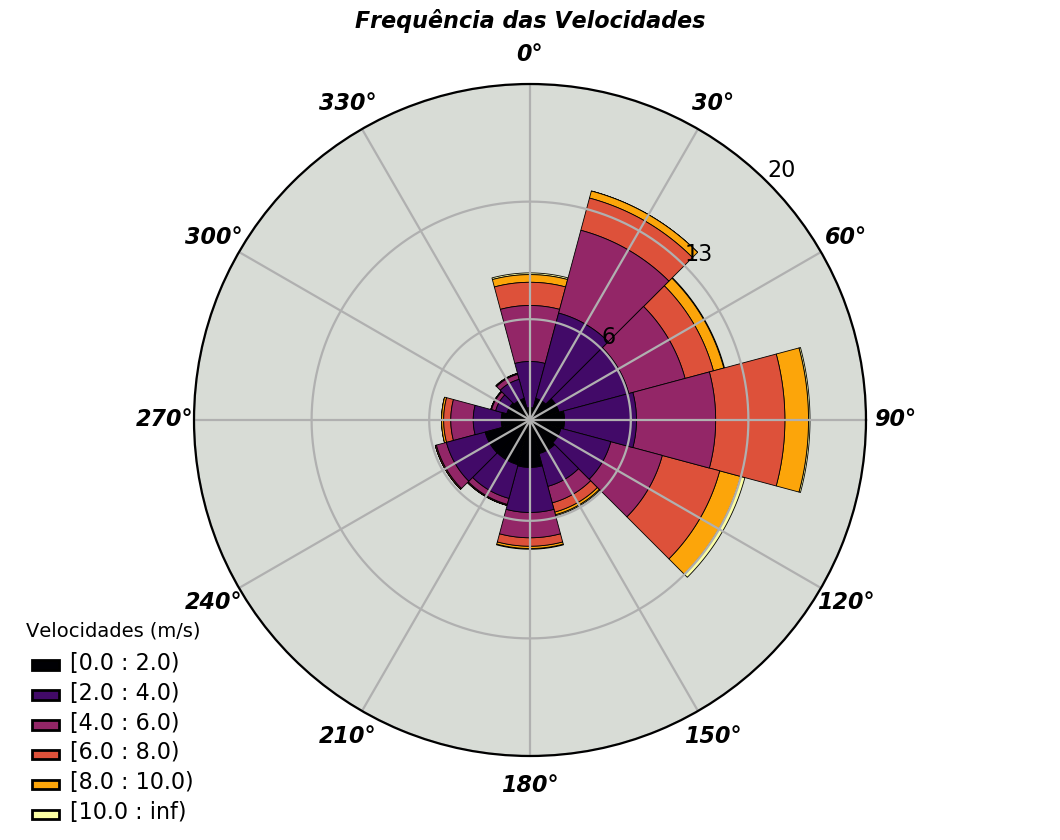 Frequência das Velocidades
0°
330°
30°
20
300°
60°
13
6
270°
90°
240°
120°
Velocidades (m/s)
[0.0 : 2.0)
[2.0 : 4.0)
[4.0 : 6.0)
210°
150°
[6.0 : 8.0)
180°
[8.0 : 10.0)
[10.0 : inf)